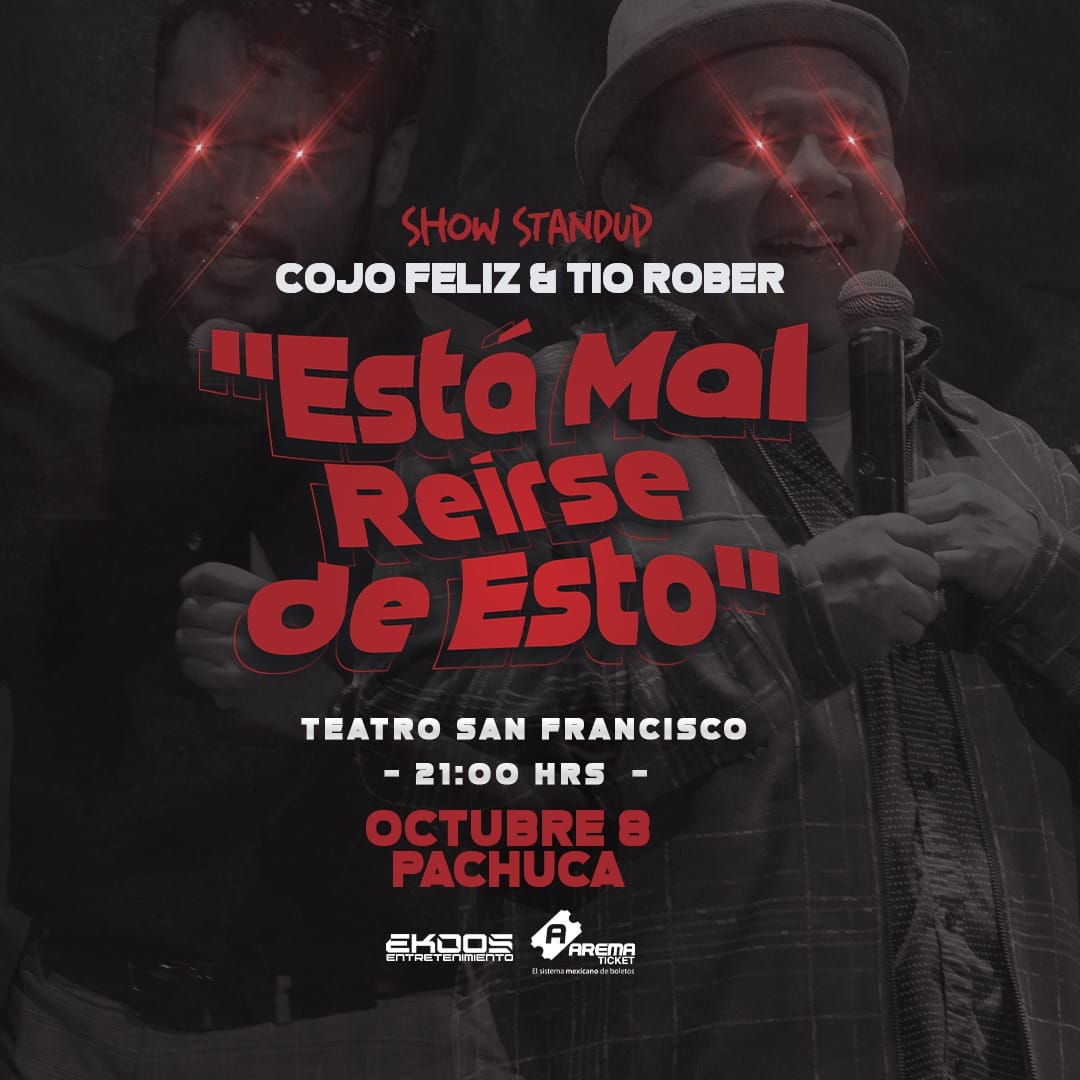 SHOW STANDUP
COJO FELIZ & TIO ROBER
"Está Mal
Reírse
de Esto"
TEATRO SAN FRANCISCO
- 21:00 HRS -
OCTUBRE 8
PACHUCA
EKOOS
ENTRETENIMIENTO
A AREMA
TICKET
El sistema mexicano de boletos